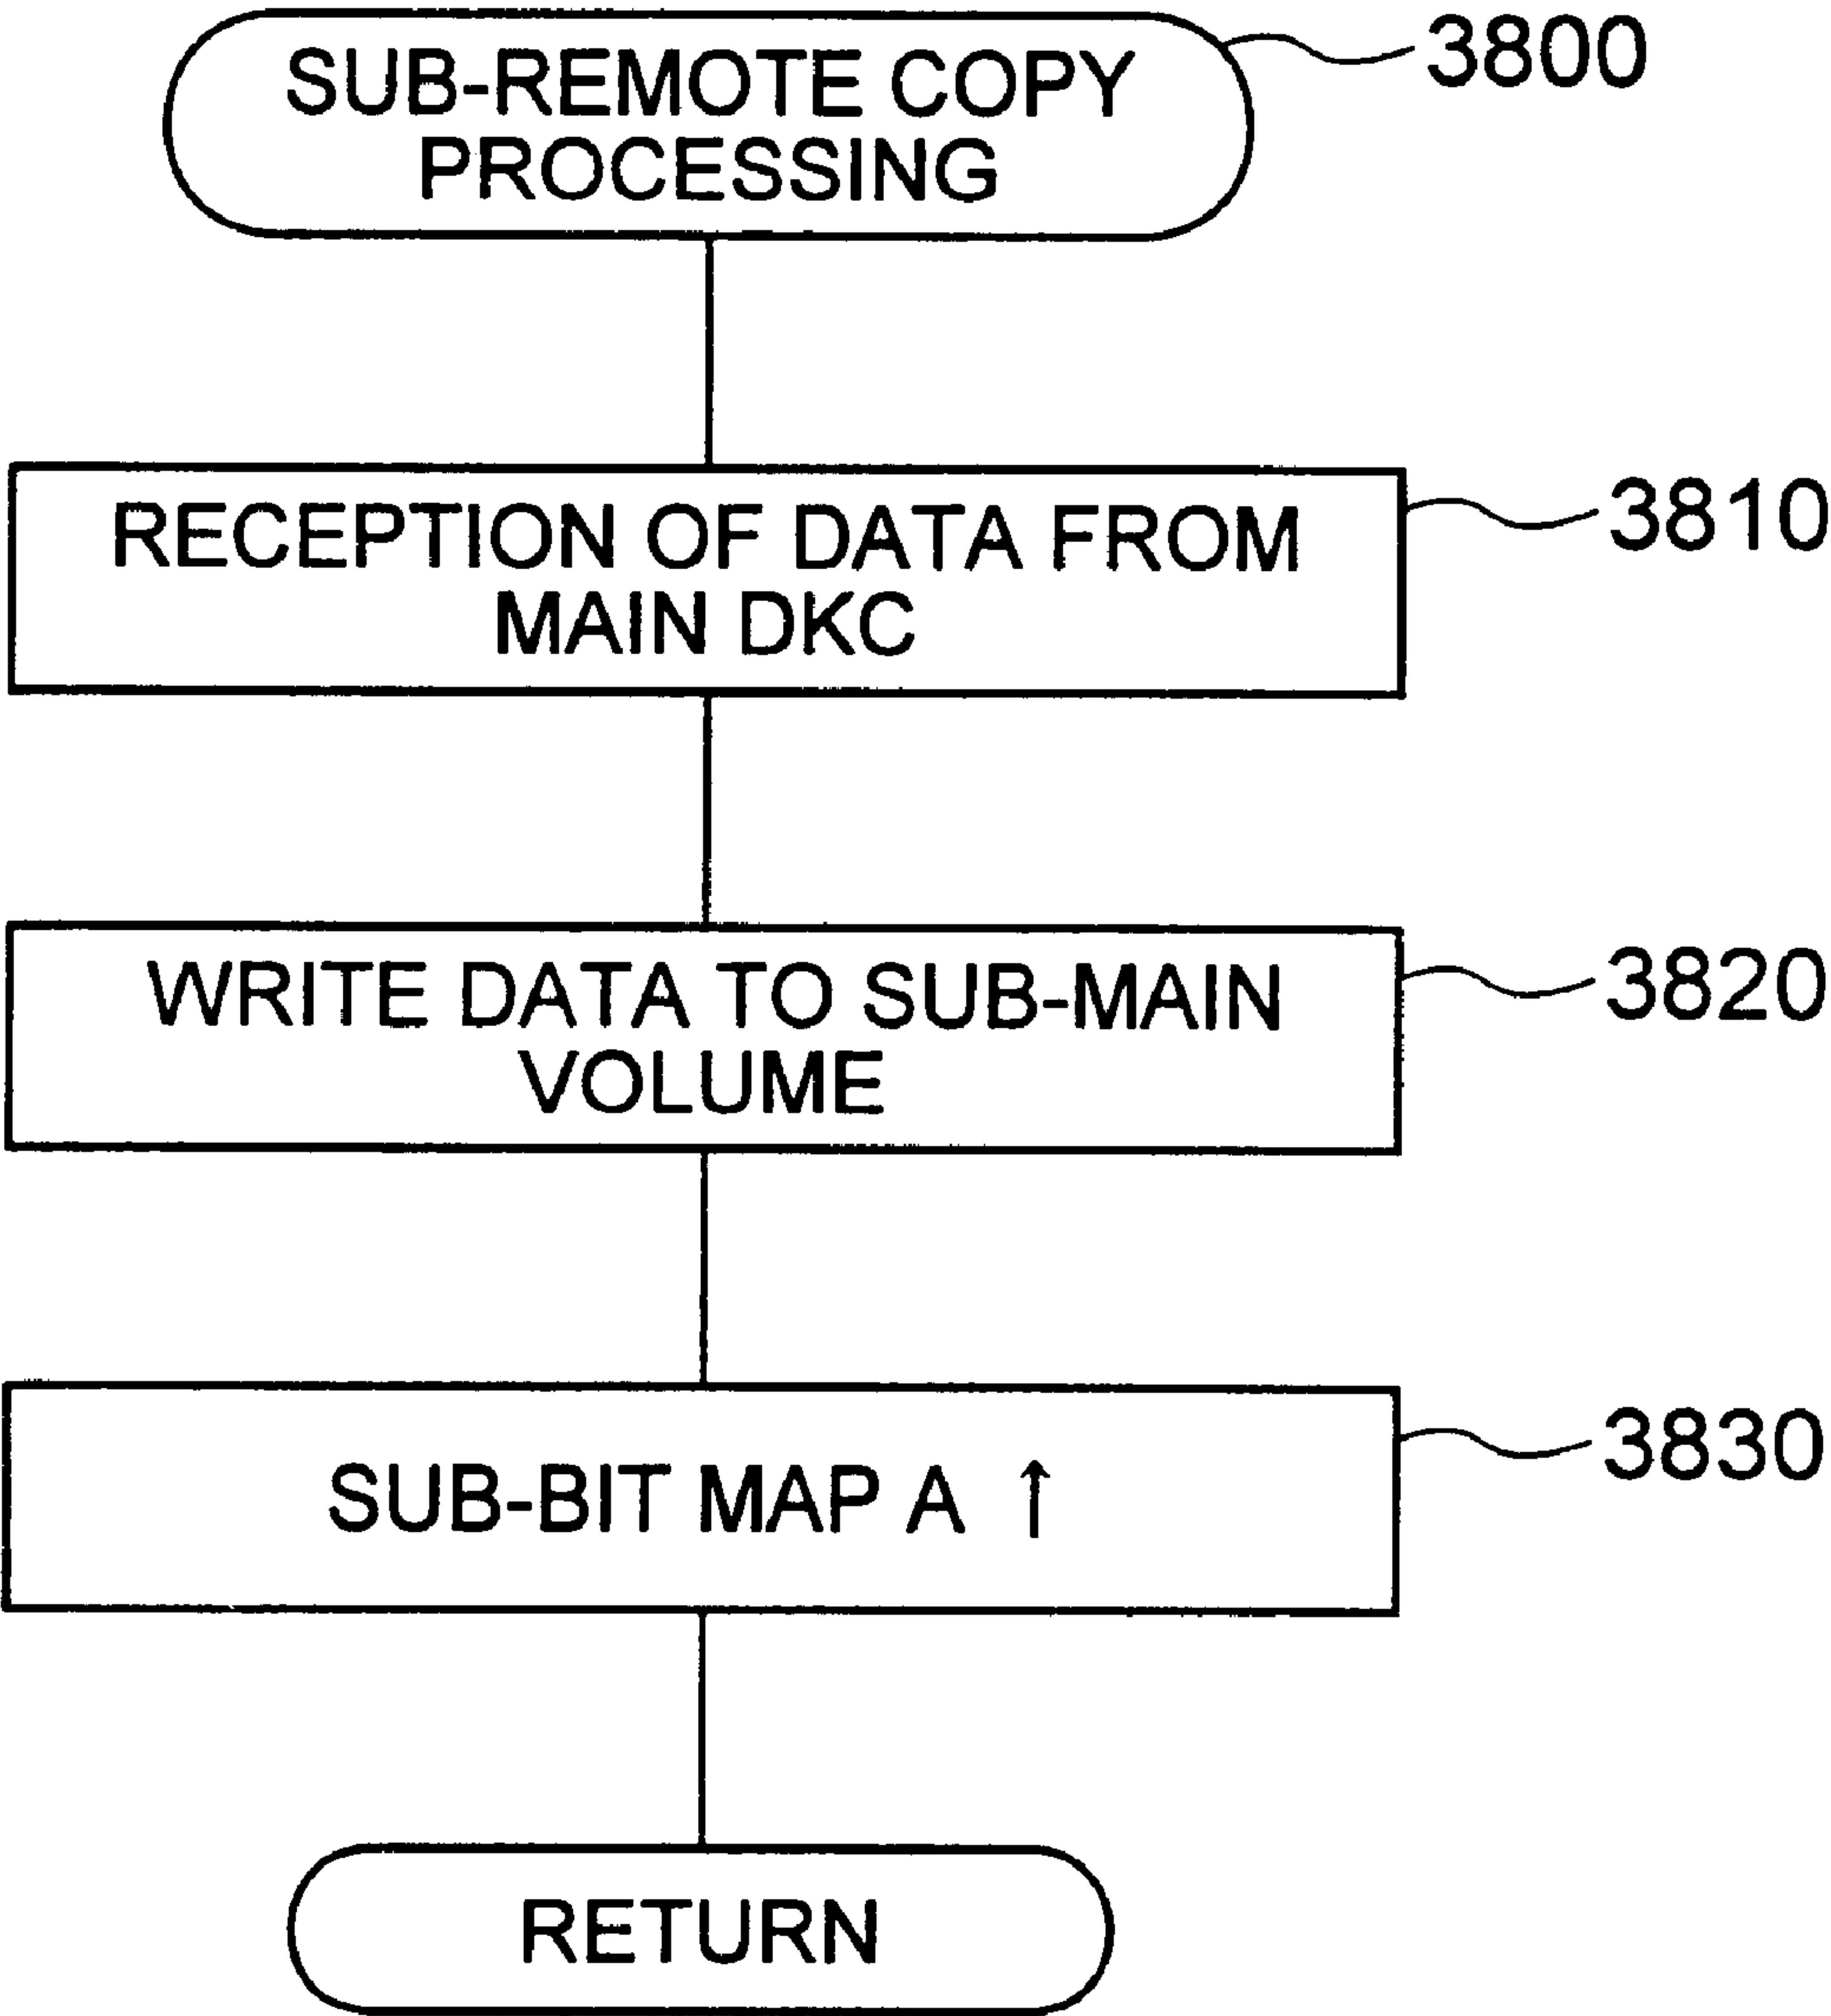 SUB-REMOTE COPY
PROCESSING
3800
RECEPTION OF DATA FROM
MAIN DKC
3810
WRITE DATA TO SUB-MAIN
VOLUME
3820
SUB-BIT MAP A ↑
3830
RETURN